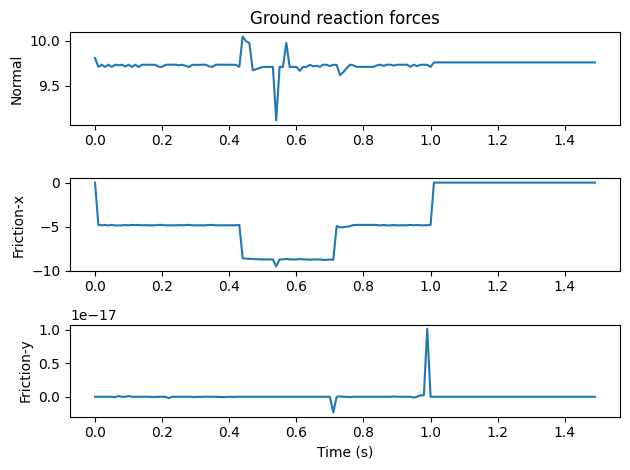 Ground reaction forces
Normal
10.0
9.5
0.0 0.2 0.4 0.6 0.8 1.0 1.2 1.4
Friction-x
0
−5
−10
0.0 0.2 0.4 0.6 0.8 1.0 1.2 1.4
1e−17
Friction-y
1.0
0.5
0.0
0.0 0.2 0.4 0.6 0.8 1.0 1.2 1.4
Time (s)